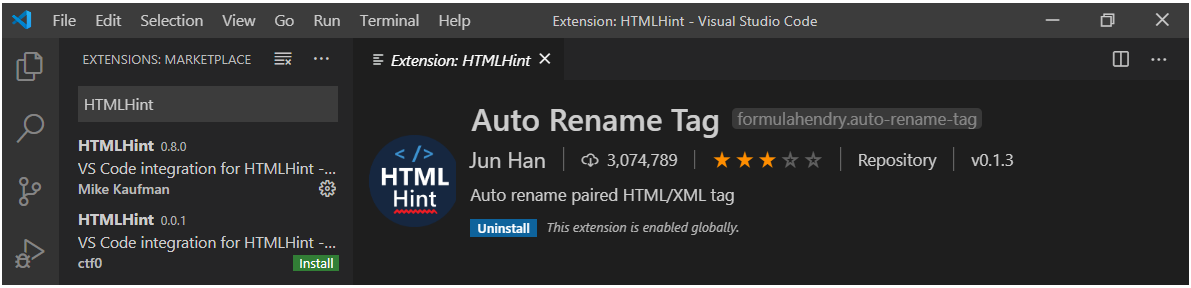 File Edit Selection View Go Run Terminal Help Extension: HTMLHint - Visual Studio Code
EXTENSIONS: MARKETPLACE
HTMLHint
HTMLHint 0.8.0
VS Code integration for HTMLHint -...
Mike Kaufman
HTMLHint 0.0.1
VS Code integration for HTMLHint -...
ctf0 Install
Extension: HTMLHint
</>
HTML
Hint
Auto Rename Tag formulahendry.auto-rename-tag
Jun Han 3,074,789 Repository v0.1.3
Auto rename paired HTML/XML tag
Uninstall This extension is enabled globally.